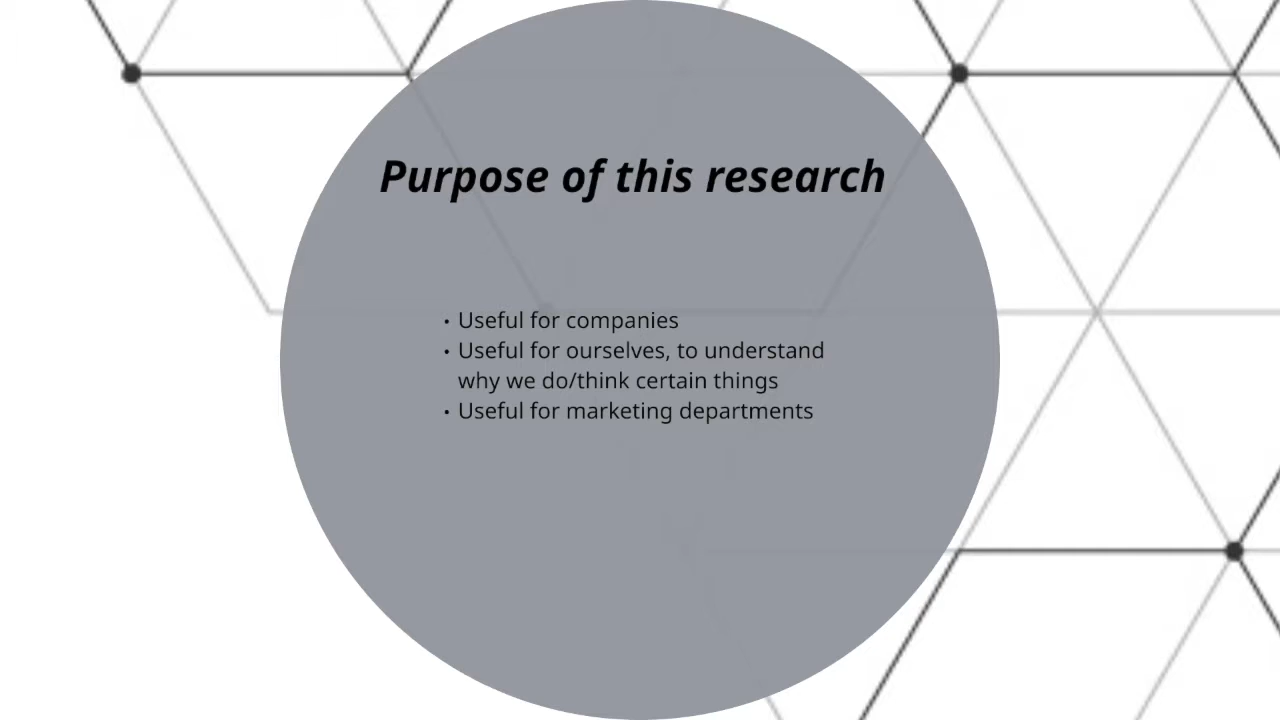 Purpose of this research
• Useful for companies
• Useful for ourselves, to understand
why we do/think certain things
• Useful for marketing departments